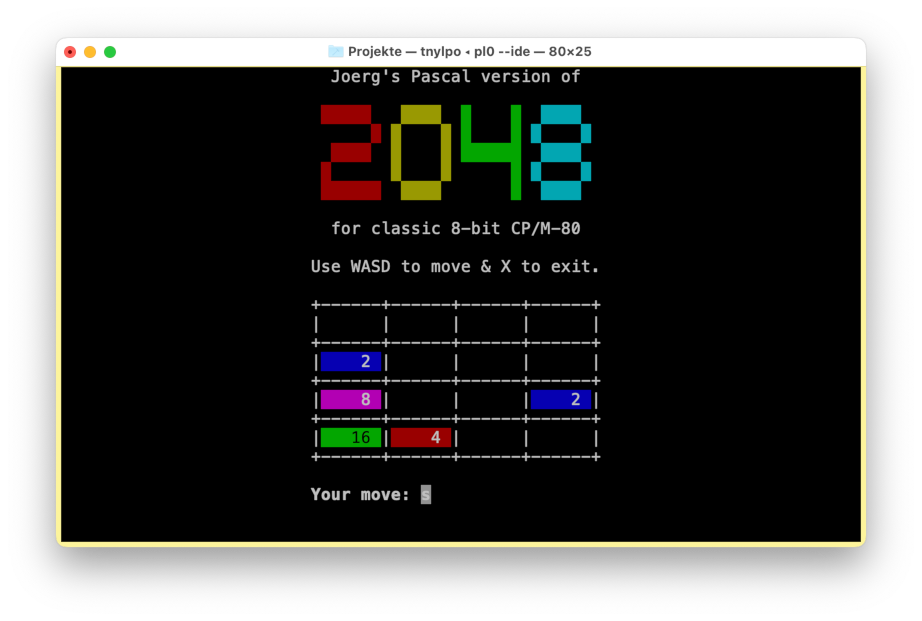 Projekte — tnylpo ◂ pl0 --ide — 80×25
Joerg's Pascal version of
2048
for classic 8-bit CP/M-80
Use WASD to move & X to exit.
2
8 2
16 4
Your move: s